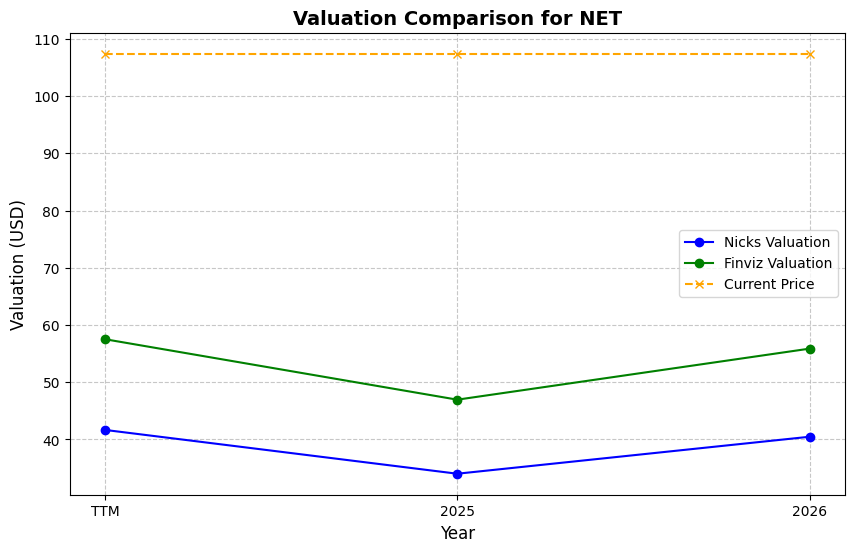 Valuation Comparison for NET
Valuation (USD)
110
100
90
80
70
60
50
40
Nicks Valuation
Finviz Valuation
Current Price
TTM
2025
2026
Year